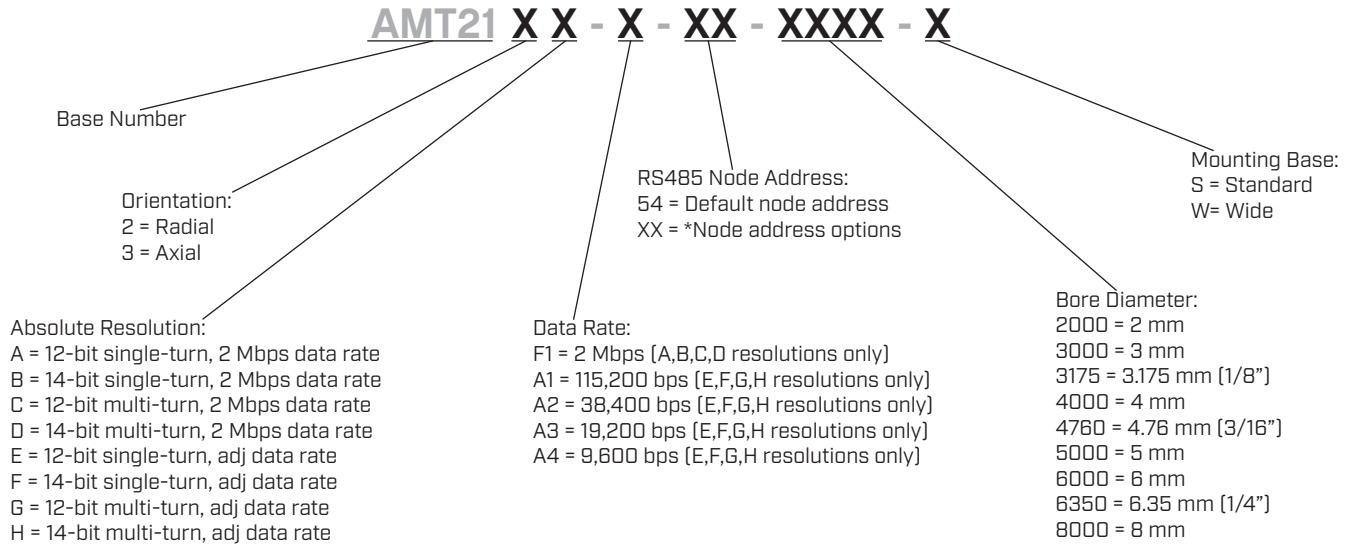 AMT21 X X - X - XX - XXXX - X
Base Number
Orientation:
2 = Radial
3 = Axial
Absolute Resolution:
A = 12-bit single-turn, 2 Mbps data rate
B = 14-bit single-turn, 2 Mbps data rate
C = 12-bit multi-turn, 2 Mbps data rate
D = 14-bit multi-turn, 2 Mbps data rate
E = 12-bit single-turn, adj data rate
F = 14-bit single-turn, adj data rate
G = 12-bit multi-turn, adj data rate
H = 14-bit multi-turn, adj data rate
Data Rate:
F1 = 2 Mbps (A,B,C,D resolutions only)
A1 = 115,200 bps (E,F,G,H resolutions only)
A2 = 38,400 bps (E,F,G,H resolutions only)
A3 = 19,200 bps (E,F,G,H resolutions only)
A4 = 9,600 bps (E,F,G,H resolutions only)
RS485 Node Address:
54 = Default node address
XX = *Node address options
Bore Diameter:
2000 = 2 mm
3000 = 3 mm
3175 = 3.175 mm (1/8”)
4000 = 4 mm
4760 = 4.76 mm (3/16”)
5000 = 5 mm
6000 = 6 mm
6350 = 6.35 mm (1/4”)
8000 = 8 mm
Mounting Base:
S = Standard
W= Wide